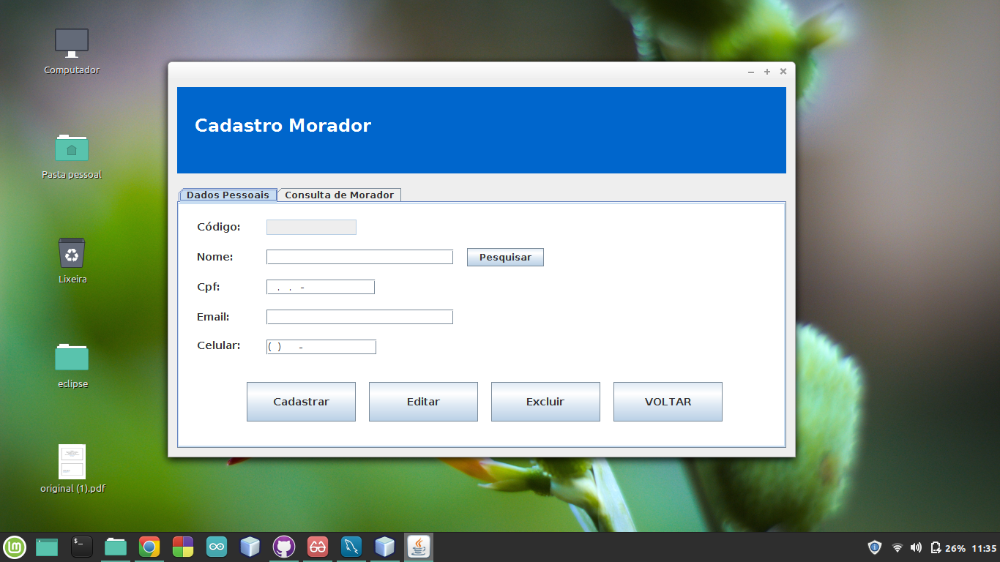 Computador
Pasta pessoal
Lixeira
eclipse
original (1).pdf
Cadastro Morador
Dados Pessoais Consulta de Morador
Código:
Nome: Pesquisar
Cpf: . . -
Email:
Celular: ( ) -
Cadastrar Editar Excluir VOLTAR
$_ 26% 11:35